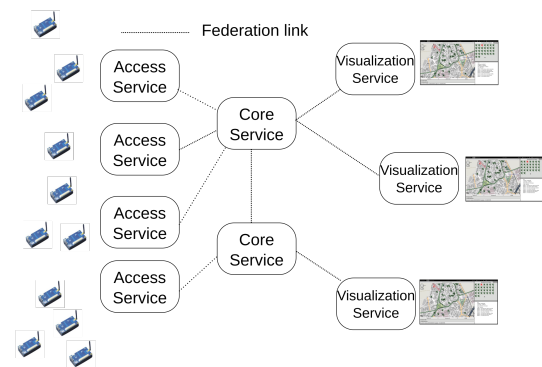 Federation link
Access
Service
Visualization
Service
Core
Service
Access
Service
Visualization
Service
Access
Service
Core
Service
Access
Service
Visualization
Service